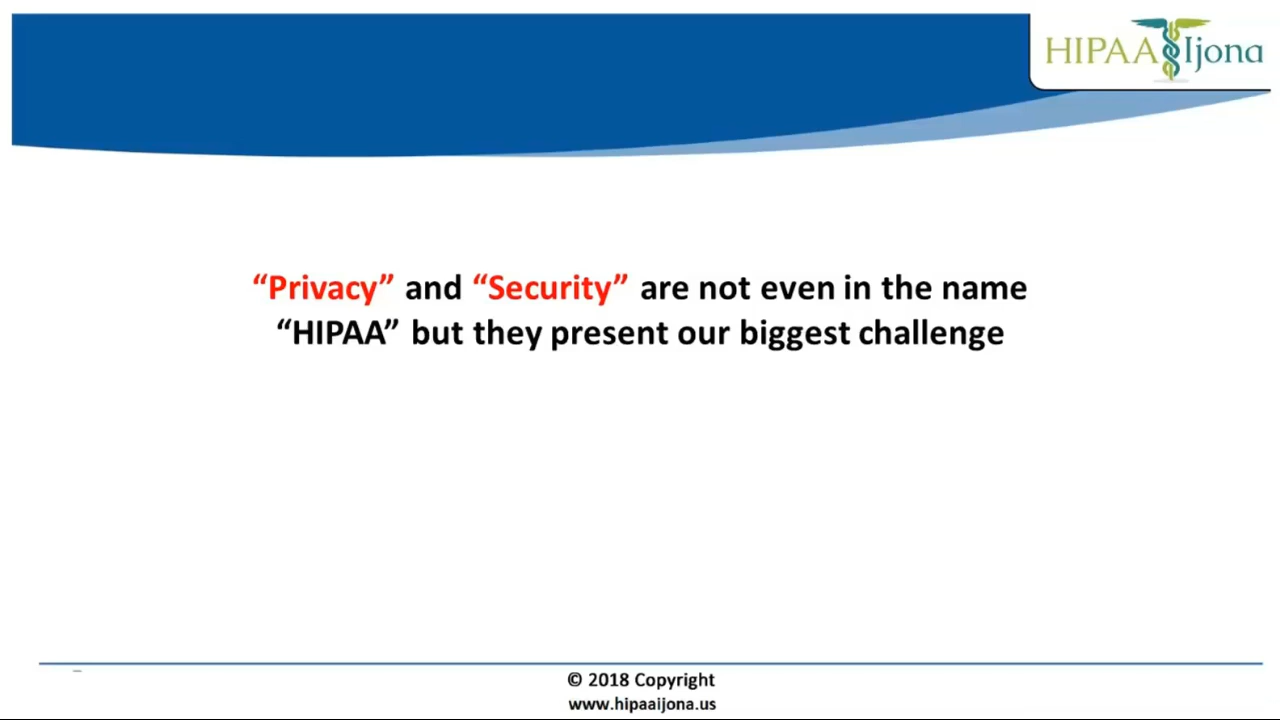 HIPAA Ijona
“Privacy” and “Security” are not even in the name
“HIPAA” but they present our biggest challenge
© 2018 Copyright
www.hipaaijona.us